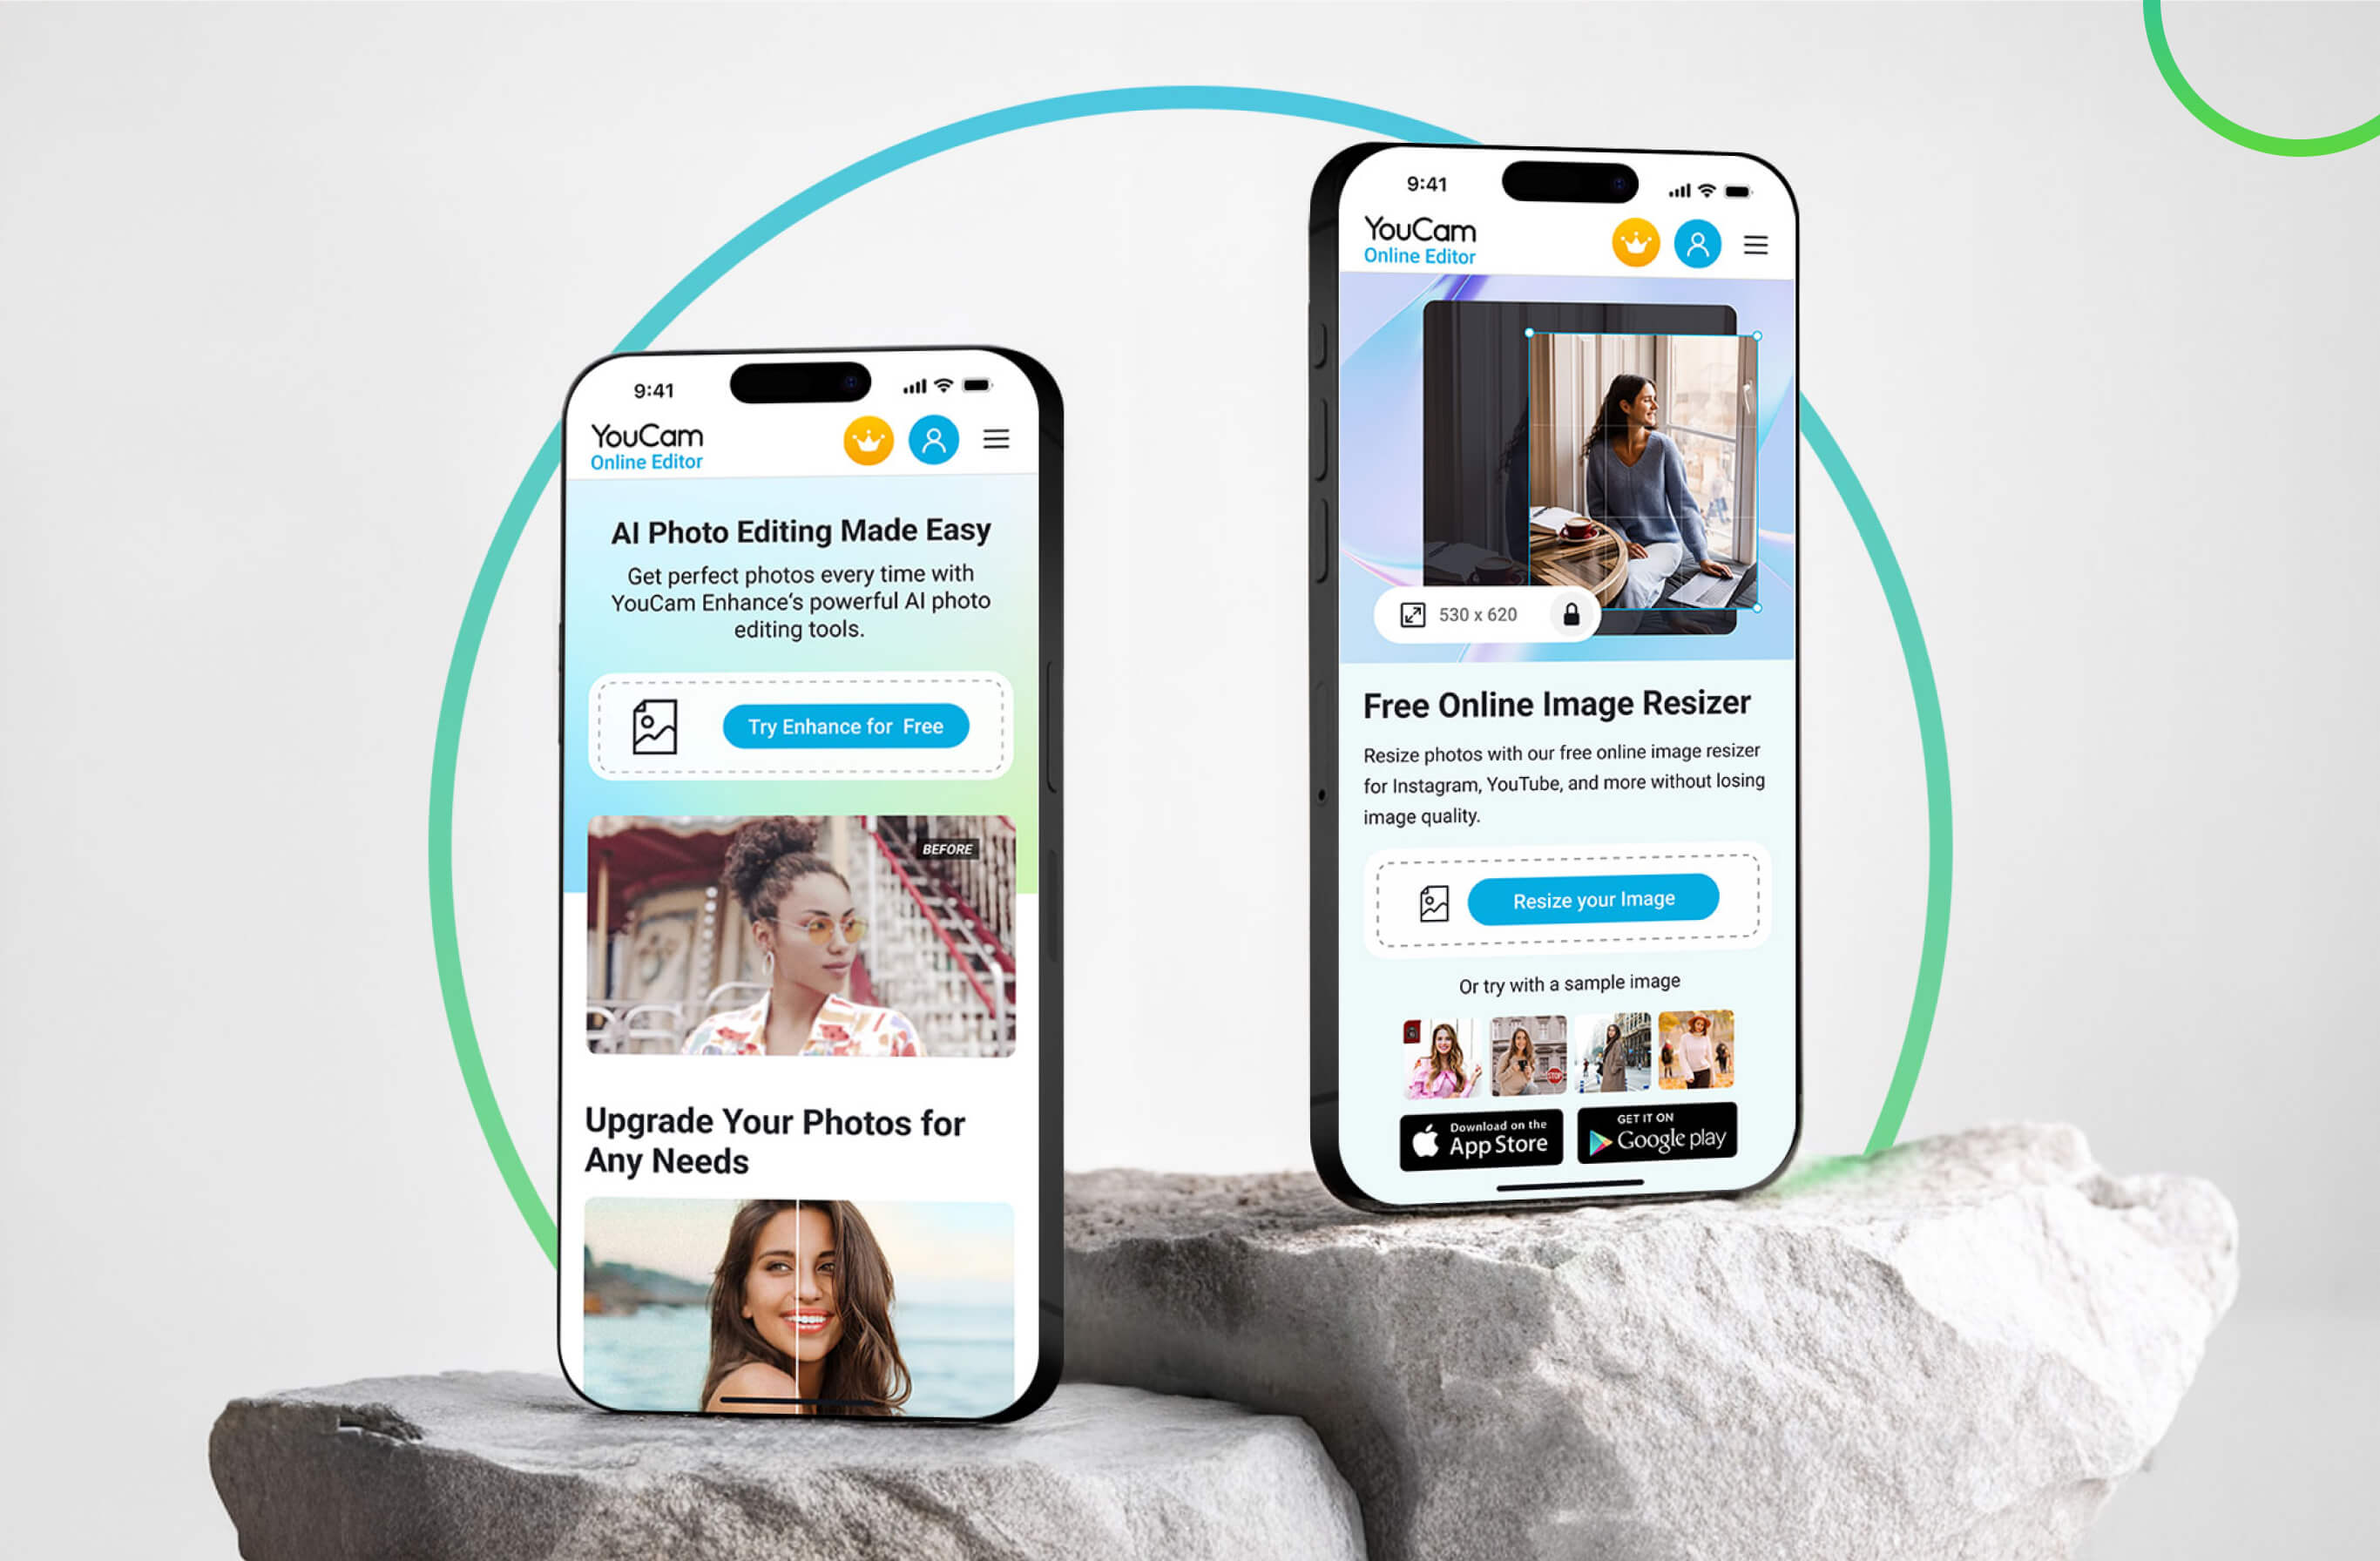 9:41
YouCam
Online Editor
AI Photo Editing Made Easy
Get perfect photos every time with
YouCam Enhance‘s powerful AI photo
editing tools.
Try Enhance for  Free
BEFORE
Upgrade Your Photos for
Any Needs
9:41
YouCam
Online Editor
530 x 620
Free Online Image Resizer
Resize photos with our free online image resizer
for Instagram, YouTube, and more without losing
image quality.
Resize your Image
Or try with a sample image
STOP
Download on the
App Store
GET IT ON
Google play